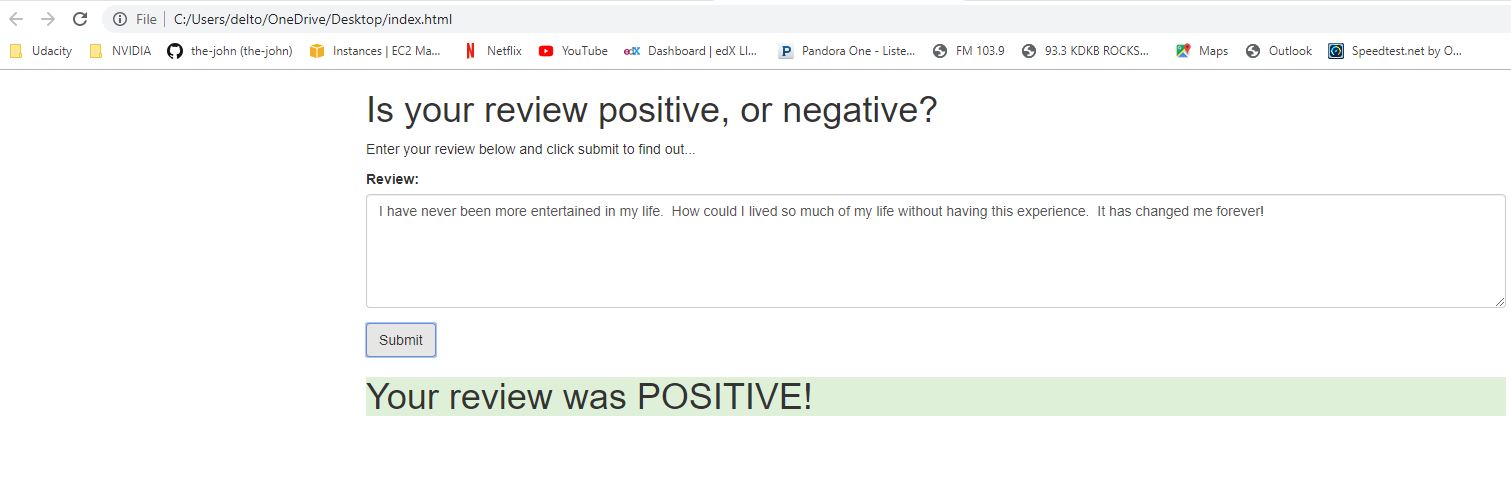 File | C:/Users/delto/OneDrive/Desktop/index.html
Udacity NVIDIA the-john (the-john) Instances | EC2 Ma... Netflix YouTube edX Dashboard | edX LI... P Pandora One - Liste... FM 103.9 93.3 KDKB ROCKS... Maps Outlook Speedtest.net by O...
Is your review positive, or negative?
Enter your review below and click submit to find out...
Review:
I have never been more entertained in my life.  How could I lived so much of my life without having this experience.  It has changed me forever!
Submit
Your review was POSITIVE!